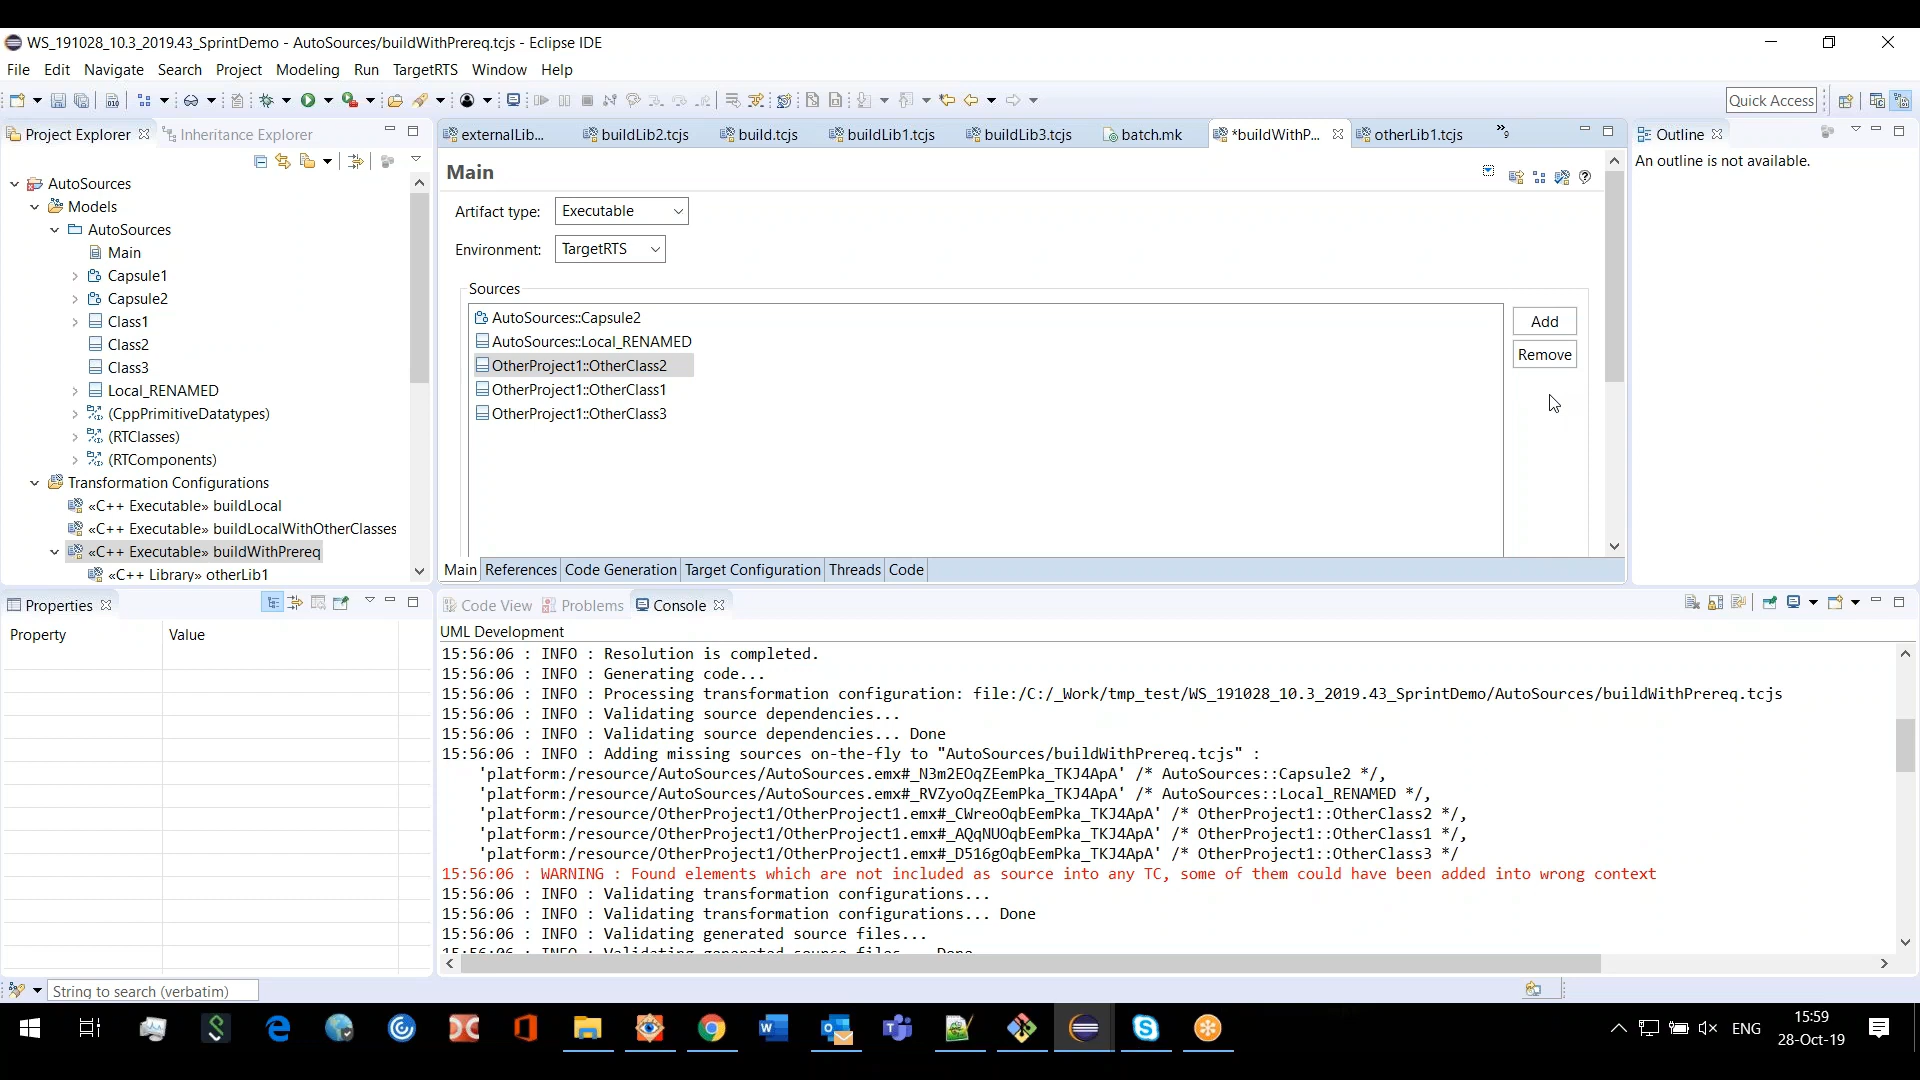 WS_191028_10.3_2019.43_SprintDemo - AutoSources/buildWithPrereq.tcjs - Eclipse IDE
File Edit Navigate Search Project Modeling Run TargetRTS Window Help
Quick Access
Project Explorer Inheritance Explorer
AutoSources
Models
AutoSources
Main
Capsule1
Capsule2
Class1
Class2
Class3
Local_RENAMED
(CppPrimitiveDatatypes)
(RTClasses)
(RTComponents)
Transformation Configurations
«C++ Executable» buildLocal
«C++ Executable» buildLocalWithOtherClasses
«C++ Executable» buildWithPrereq
«C++ Library» otherLib1
externalLib... buildLib2.tcjs build.tcjs buildLib1.tcjs buildLib3.tcjs batch.mk *buildWithP... otherLib1.tcjs »9
Main
Artifact type: Executable
Environment: TargetRTS
Sources
AutoSources::Capsule2
AutoSources::Local_RENAMED
OtherProject1::OtherClass2
OtherProject1::OtherClass1
OtherProject1::OtherClass3
Add
Remove
Main References Code Generation Target Configuration Threads Code
Outline
An outline is not available.
Properties
Property Value
Code View Problems Console
UML Development
15:56:06 : INFO : Resolution is completed.
15:56:06 : INFO : Generating code...
15:56:06 : INFO : Processing transformation configuration: file:/C:/_Work/tmp_test/WS_191028_10.3_2019.43_SprintDemo/AutoSources/buildWithPrereq.tcjs
15:56:06 : INFO : Validating source dependencies...
15:56:06 : INFO : Validating source dependencies... Done
15:56:06 : INFO : Adding missing sources on-the-fly to "AutoSources/buildWithPrereq.tcjs" :
'platform:/resource/AutoSources/AutoSources.emx#_N3m2EOqZEemPka_TKJ4ApA' /* AutoSources::Capsule2 */,
'platform:/resource/AutoSources/AutoSources.emx#_RVZyoOqZEemPka_TKJ4ApA' /* AutoSources::Local_RENAMED */,
'platform:/resource/OtherProject1/OtherProject1.emx#_CWreoOqbEemPka_TKJ4ApA' /* OtherProject1::OtherClass2 */,
'platform:/resource/OtherProject1/OtherProject1.emx#_AQqNUOqbEemPka_TKJ4ApA' /* OtherProject1::OtherClass1 */,
'platform:/resource/OtherProject1/OtherProject1.emx#_D516gOqbEemPka_TKJ4ApA' /* OtherProject1::OtherClass3 */
15:56:06 : WARNING : Found elements which are not included as source into any TC, some of them could have been added into wrong context
15:56:06 : INFO : Validating transformation configurations...
15:56:06 : INFO : Validating transformation configurations... Done
15:56:06 : INFO : Validating generated source files...
15:56:06 : INFO : Validating generated source files... Done
String to search (verbatim)
ENG
15:59
28-Oct-19